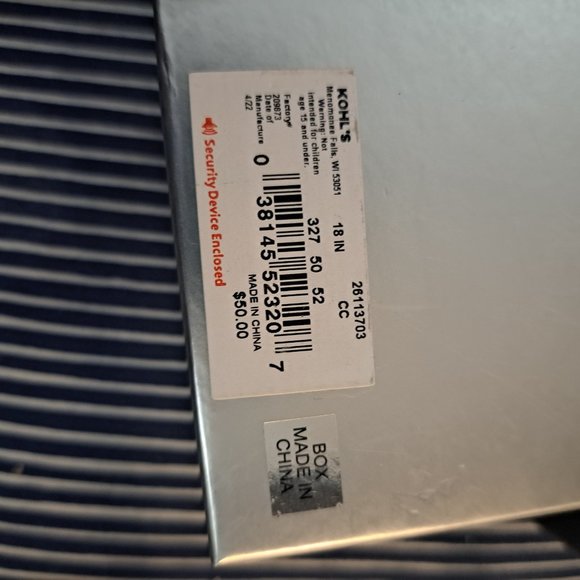 KOHL'S
Menomonee Falls, WI 53051
Warning: Not
intended for children
age 15 and under.
Factory#
209873
Date of
Manufacture
4/22
26113703
18 IN CC
327 50 52
0 38145 52320 7
MADE IN CHINA
$50.00
Security Device Enclosed
BOX
MADE IN
CHINA